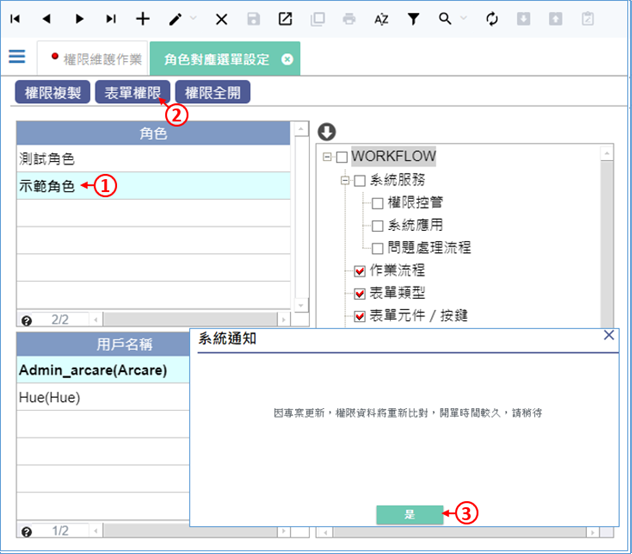 權限維護作業
角色對應選單設定
權限複製 表單權限 權限全開
②
角色
測試角色
示範角色 ①
2/2
WORKFLOW
系統服務
權限控管
系統應用
問題處理流程
作業流程
表單類型
表單元件 / 按鍵
用戶名稱
Admin_arcare(Arcare)
Hue(Hue)
1/2
系統通知
因專案更新，權限資料將重新比對，開單時間較久，請稍待
是 ③